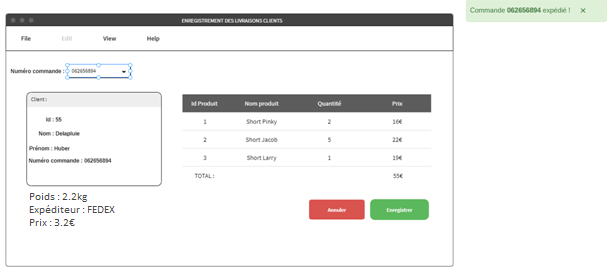 ENREGISTREMENT DES LIVRAISONS CLIENTS
Commande 062656894 expédié ! ×
File Edit View Help
Numéro commande : 062656894
Client :
Id : 55
Nom : Delapluie
Prénom : Huber
Numéro commande : 062656894
Id Produit Nom produit Quantité Prix
1 Short Pinky 2 16€
2 Short Jacob 5 22€
3 Short Larry 1 19€
TOTAL : 55€
Poids : 2.2kg
Expéditeur : FEDEX
Prix : 3.2€
Annuler Enregistrer